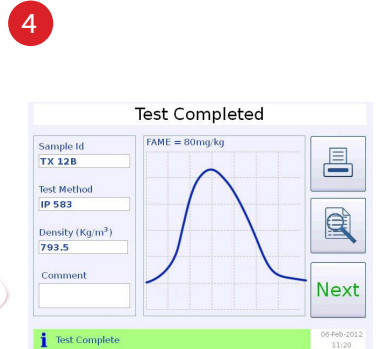 4
Test Completed
Sample Id
TX 12B
Test Method
IP 583
Density (Kg/m³)
793.5
Comment
FAME = 80mg/kg
Next
i Test Complete
06-Feb-2012
11:20